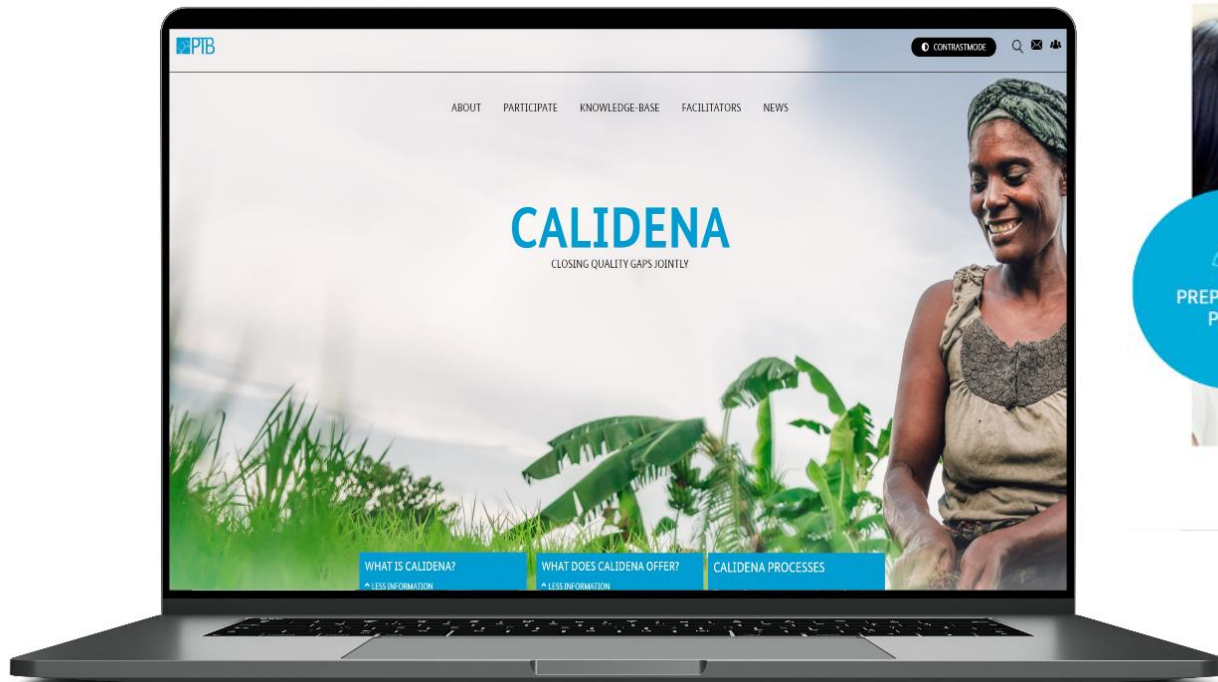 PTB
CONTRASTMODE
ABOUT PARTICIPATE KNOWLEDGE-BASE FACILITATORS NEWS
CALIDENA
CLOSING QUALITY GAPS JOINTLY
WHAT IS CALIDENA?
^ LESS INFORMATION
WHAT DOES CALIDENA OFFER?
^ LESS INFORMATION
CALIDENA PROCESSES
PREP
P